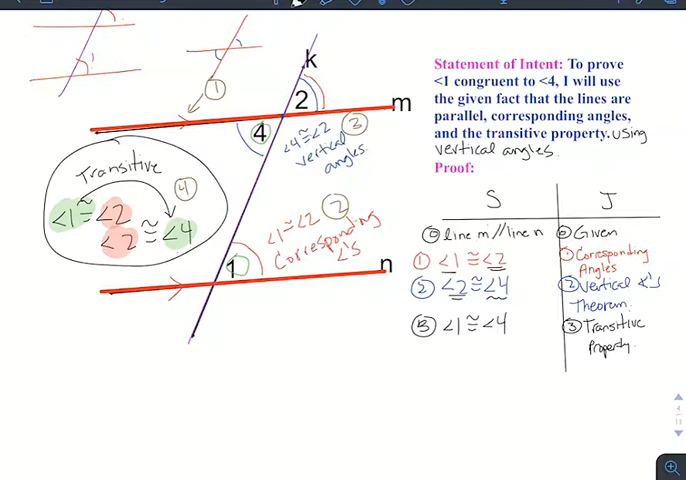 k
m
n
2
4
1
1
1
∠4 ≅ ∠2
vertical
angles.
3
Transitive
4
∠1 ≅ ∠2
∠2 ≅ ∠4
∠1 ≅ ∠2 2
Corresponding
∠'s
Statement of Intent: To prove
<1 congruent to <4, I will use
the given fact that the lines are
parallel, corresponding angles,
and the transitive property. using
vertical angles.
Proof:
S J
0 line m // line n 0 Given
1 ∠1 ≅ ∠2 1 Corresponding
Angles
2 ∠2 ≅ ∠4 2 Vertical ∠'s
Theorem.
3 ∠1 ≅ ∠4 3 Transitive
Property.
4
11